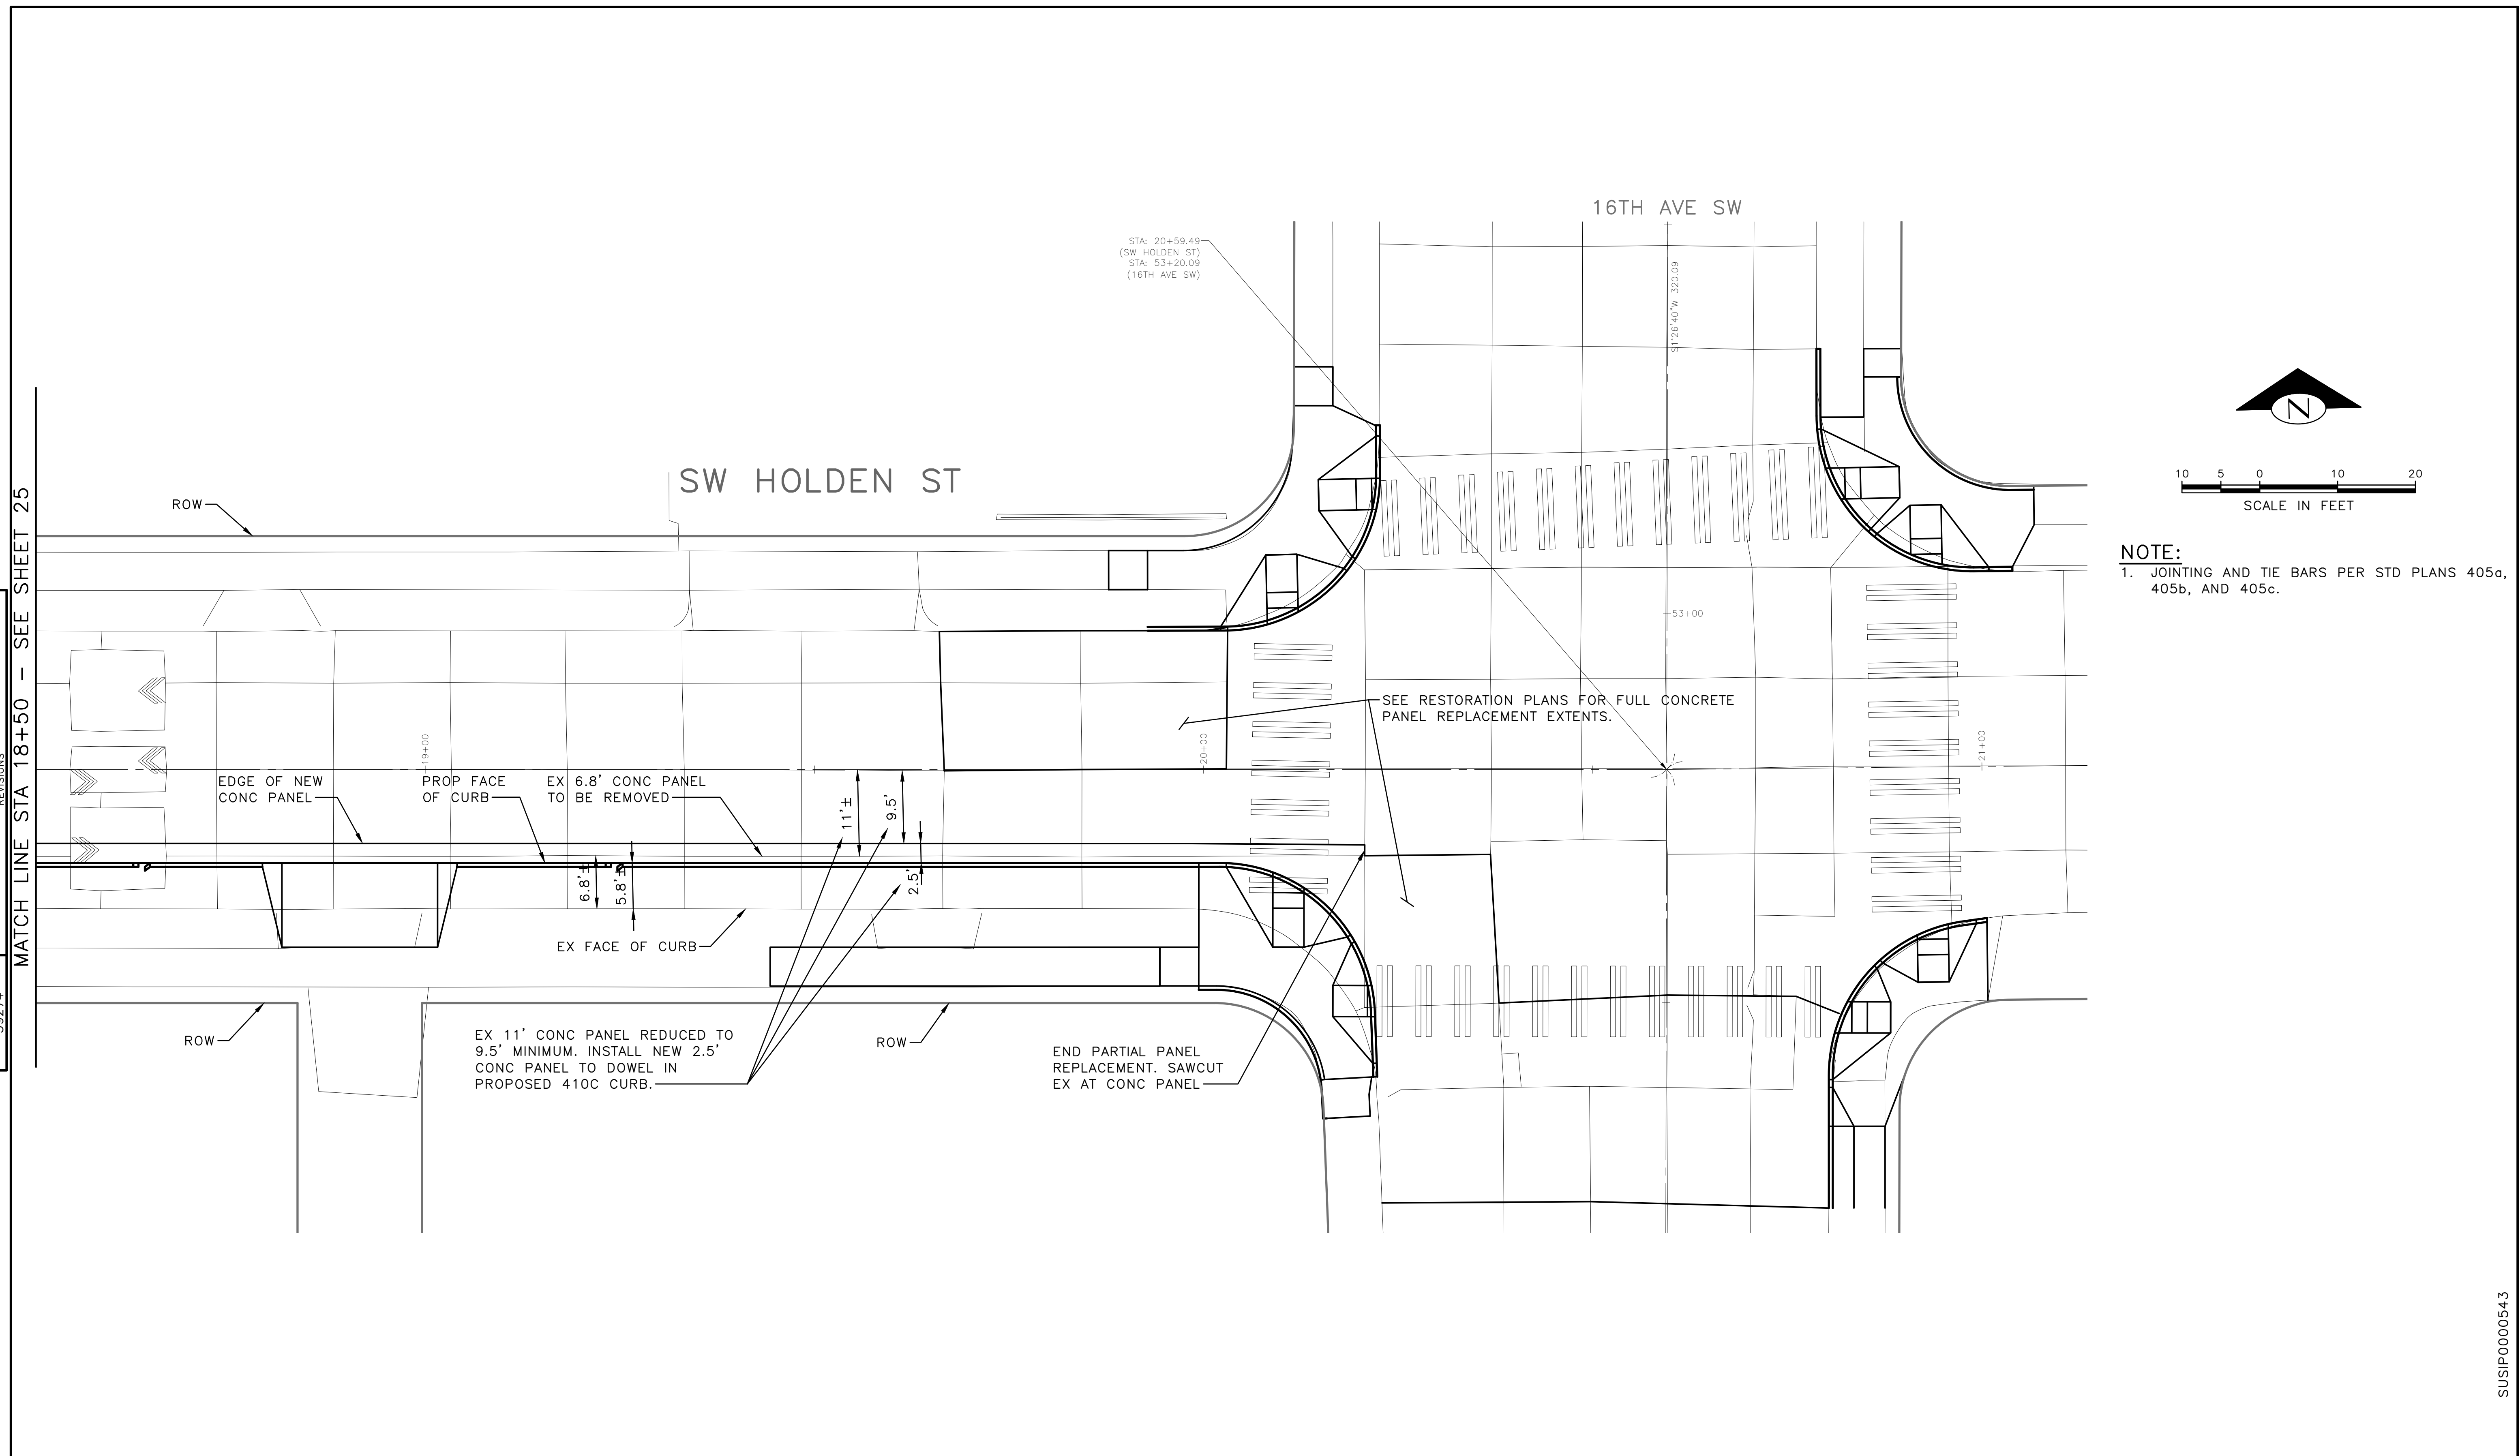 16TH AVE SW
STA: 20+59.49
(SW HOLDEN ST)
STA: 53+20.09
(16TH AVE SW)
S1°26'40"W 320.09
SW HOLDEN ST
ROW
MATCH LINE STA 18+50 – SEE SHEET 25
REVISIONS
N
10 5 0 10 20
SCALE IN FEET
NOTE:
1. JOINTING AND TIE BARS PER STD PLANS 405a,
405b, AND 405c.
53+00
SEE RESTORATION PLANS FOR FULL CONCRETE
PANEL REPLACEMENT EXTENTS.
19+00
20+00
21+00
EDGE OF NEW
CONC PANEL
PROP FACE
OF CURB
EX 6.8' CONC PANEL
TO BE REMOVED
11'±
9.5'
6.8'±
5.8'±
2.5'
EX FACE OF CURB
ROW
EX 11' CONC PANEL REDUCED TO
9.5' MINIMUM. INSTALL NEW 2.5'
CONC PANEL TO DOWEL IN
PROPOSED 410C CURB.
ROW
END PARTIAL PANEL
REPLACEMENT. SAWCUT
EX AT CONC PANEL
SUSIP0000543